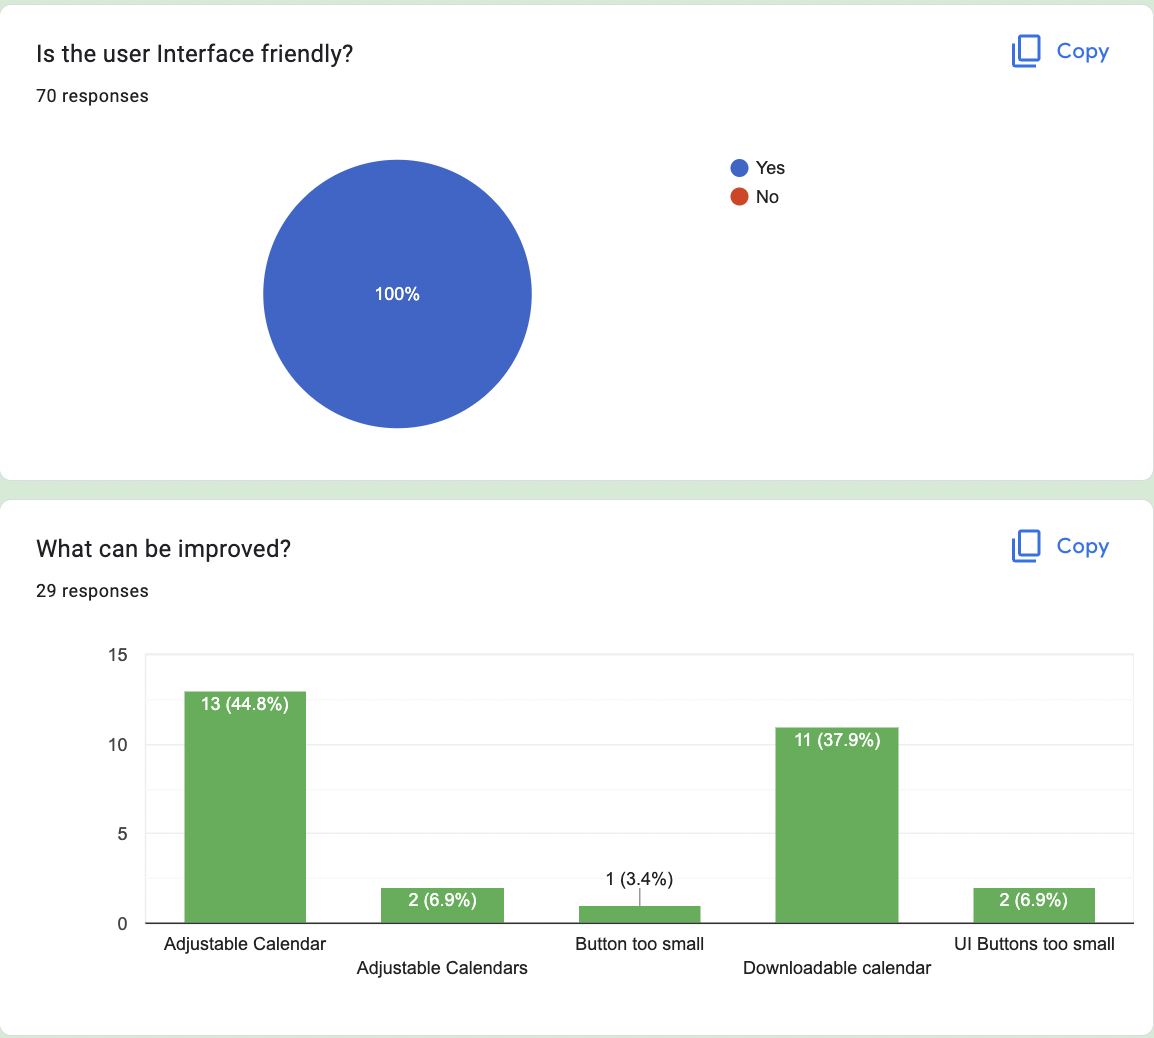 Is the user Interface friendly?
Copy
70 responses
Yes
No
100%
What can be improved?
Copy
29 responses
15
10
5
0
13 (44.8%)
2 (6.9%)
1 (3.4%)
11 (37.9%)
2 (6.9%)
Adjustable Calendar
Adjustable Calendars
Button too small
Downloadable calendar
UI Buttons too small